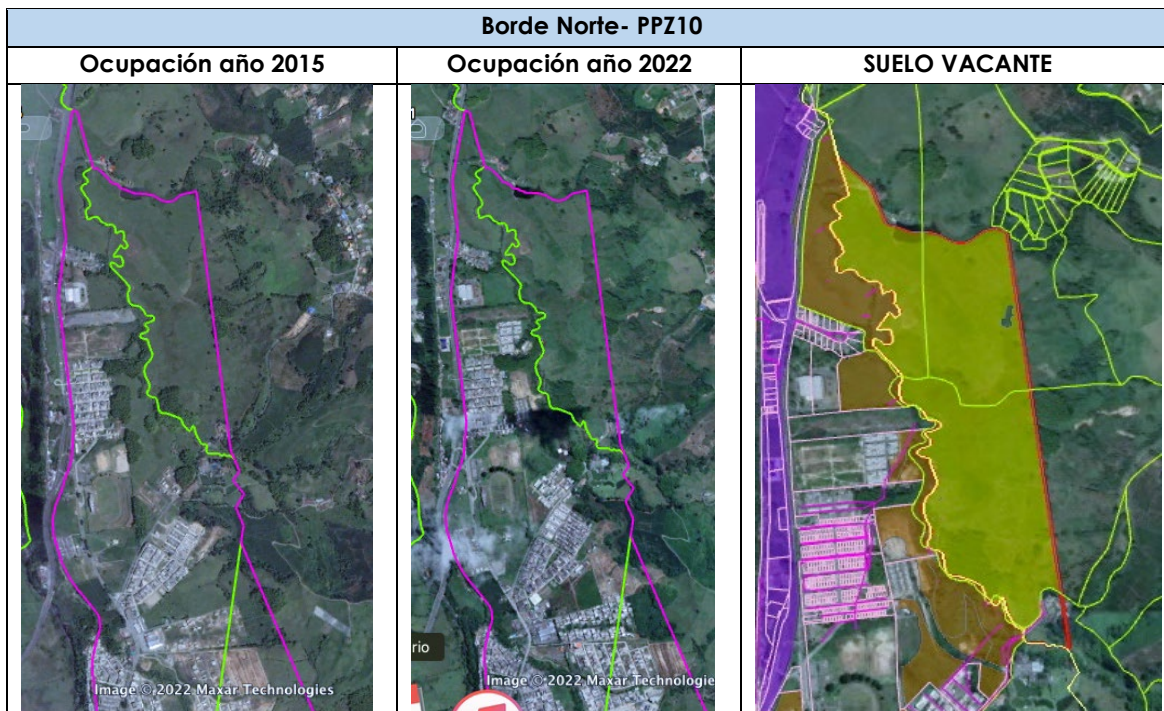 Borde Norte- PPZ10
Ocupación año 2015
Ocupación año 2022
SUELO VACANTE
Image © 2022 Maxar Technologies
rio
Image © 2022 Maxar Technologie